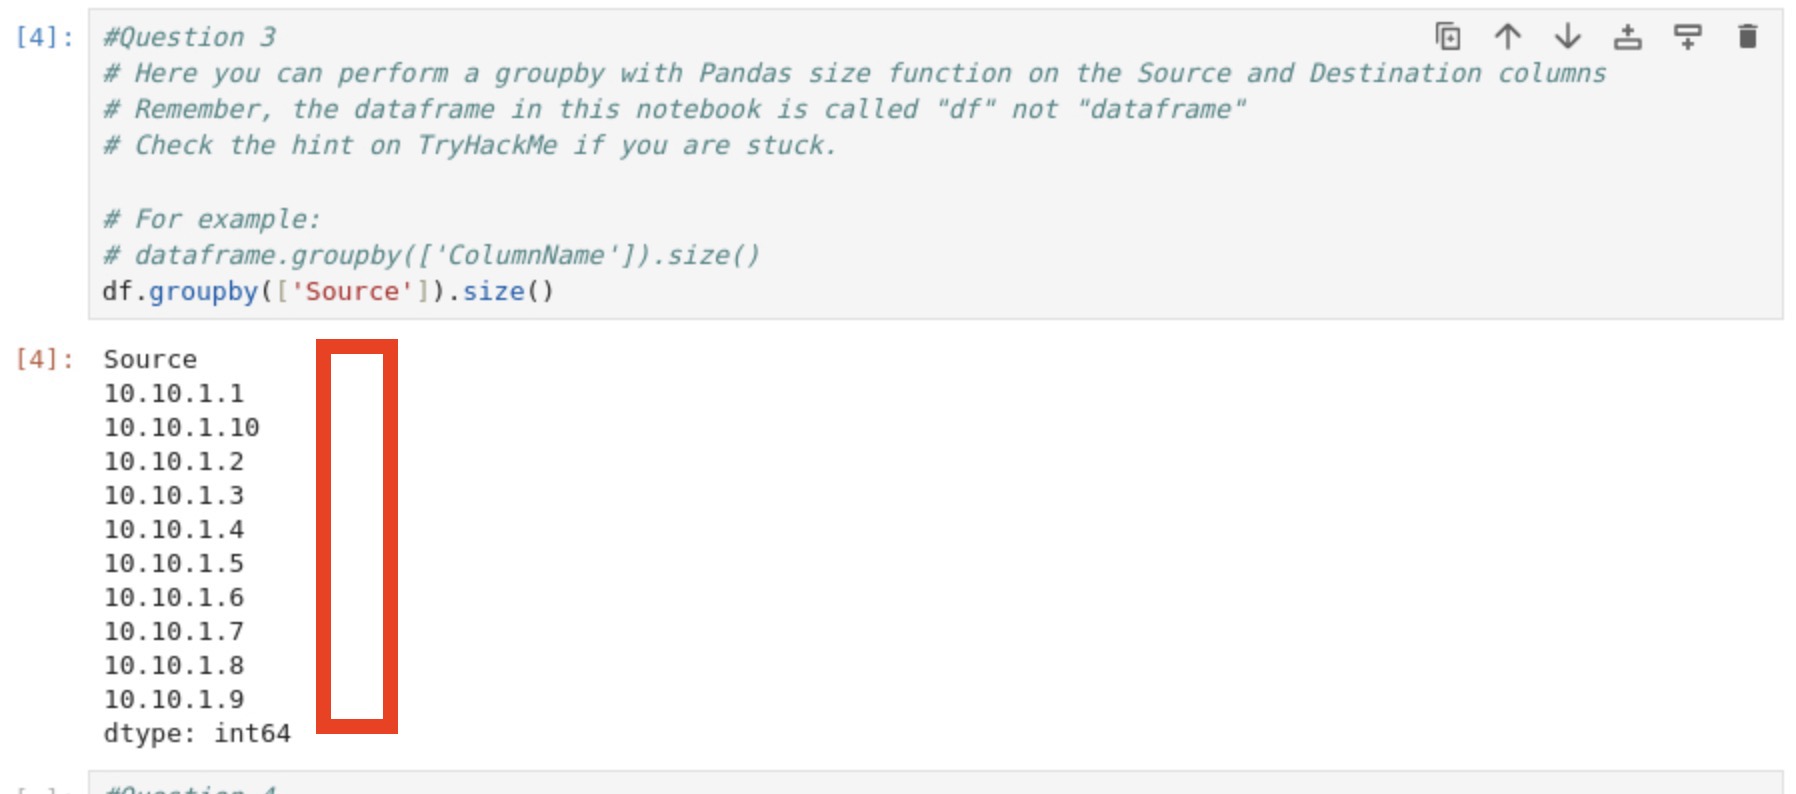 [4]: #Question 3
# Here you can perform a groupby with Pandas size function on the Source and Destination columns
# Remember, the dataframe in this notebook is called "df" not "dataframe"
# Check the hint on TryHackMe if you are stuck.
# For example:
# dataframe.groupby(['ColumnName']).size()
df.groupby(['Source']).size()
[4]: Source
10.10.1.1
10.10.1.10
10.10.1.2
10.10.1.3
10.10.1.4
10.10.1.5
10.10.1.6
10.10.1.7
10.10.1.8
10.10.1.9
dtype: int64
[ ]: #Question 4